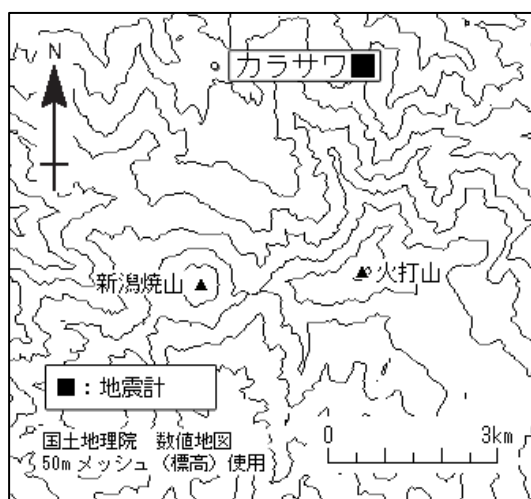 N
カラサワ■
新潟焼山▲
▲火打山
■：地震計
国土地理院　数値地図
50mメッシュ（標高）使用
0 3km